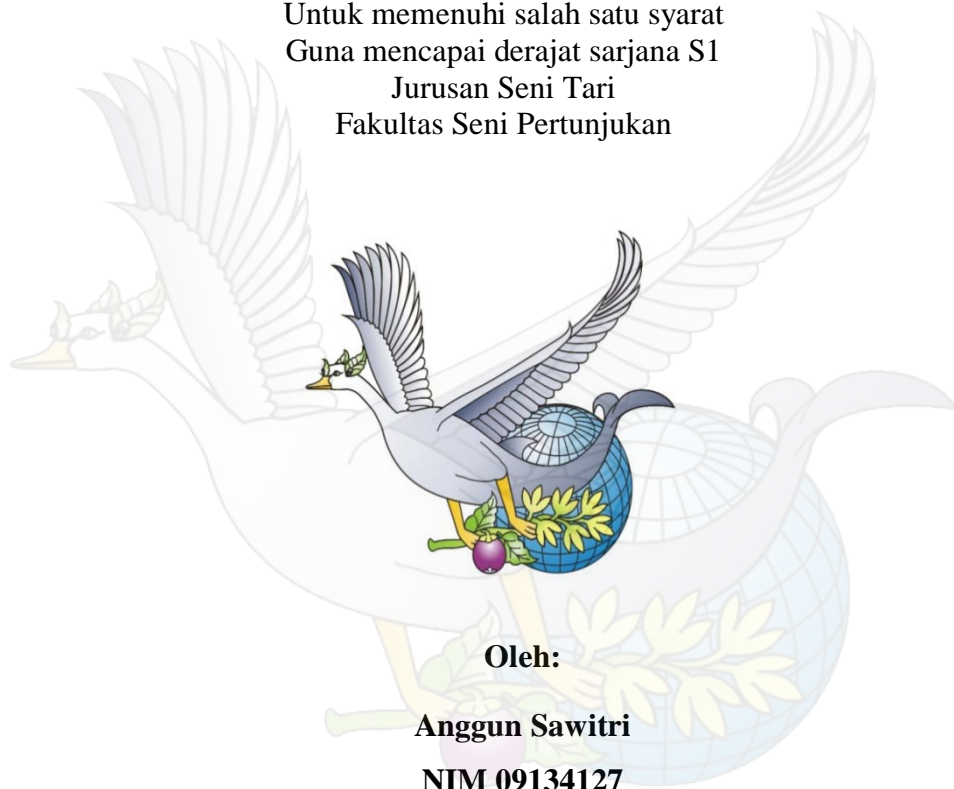 Untuk memenuhi salah satu syarat
Guna mencapai derajat sarjana S1
Jurusan Seni Tari
Fakultas Seni Pertunjukan
Oleh:
Anggun Sawitri
NIM 09134127